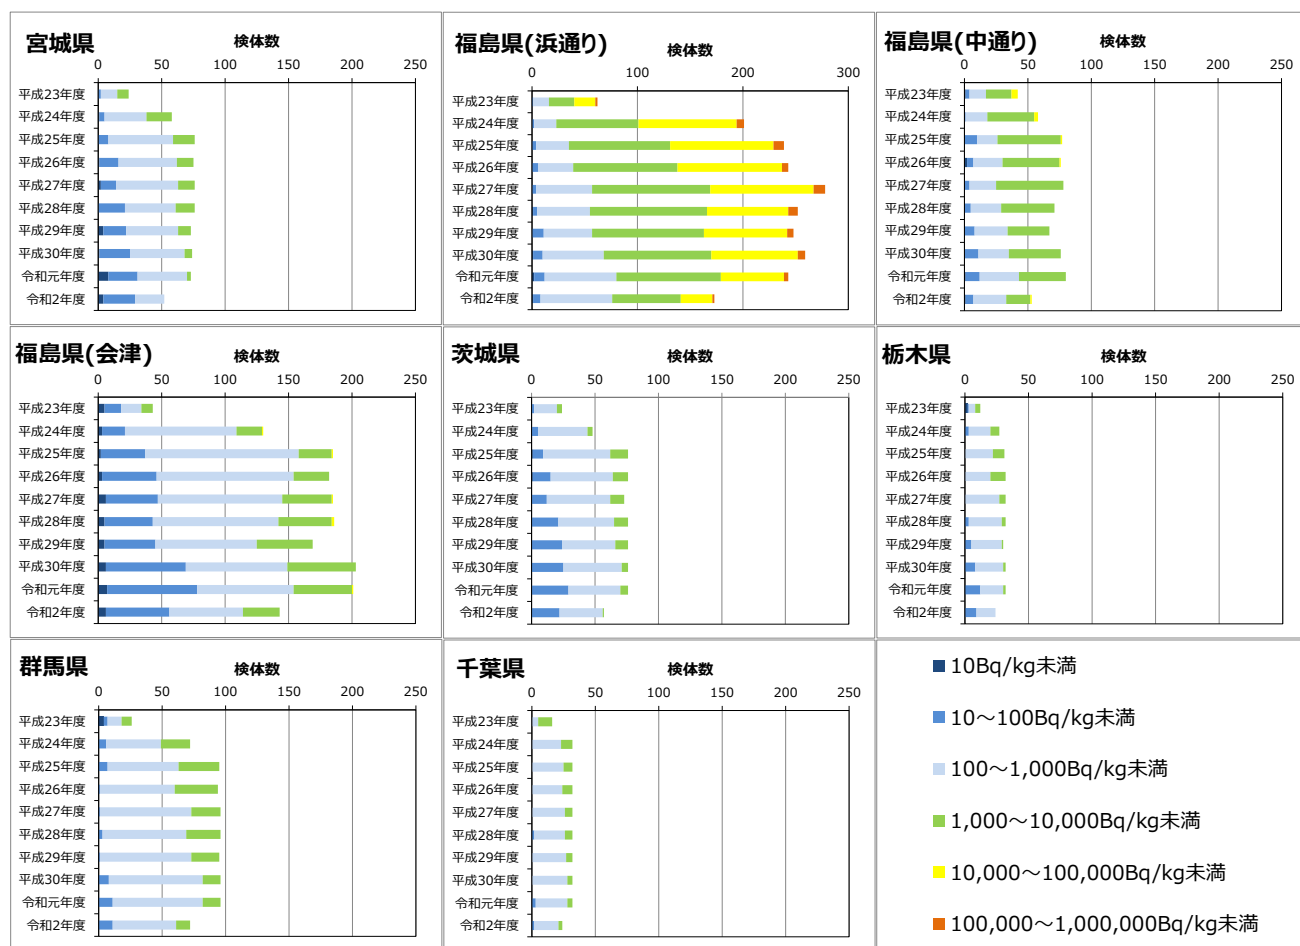 宮城県
検体数
0 50 100 150 200 250
平成23年度
平成24年度
平成25年度
平成26年度
平成27年度
平成28年度
平成29年度
平成30年度
令和元年度
令和2年度
福島県(浜通り)
検体数
0 100 200 300
平成23年度
平成24年度
平成25年度
平成26年度
平成27年度
平成28年度
平成29年度
平成30年度
令和元年度
令和2年度
福島県(中通り)
検体数
0 50 100 150 200 250
平成23年度
平成24年度
平成25年度
平成26年度
平成27年度
平成28年度
平成29年度
平成30年度
令和元年度
令和2年度
福島県(会津)
検体数
0 50 100 150 200 250
平成23年度
平成24年度
平成25年度
平成26年度
平成27年度
平成28年度
平成29年度
平成30年度
令和元年度
令和2年度
茨城県
検体数
0 50 100 150 200 250
平成23年度
平成24年度
平成25年度
平成26年度
平成27年度
平成28年度
平成29年度
平成30年度
令和元年度
令和2年度
栃木県
検体数
0 50 100 150 200 250
平成23年度
平成24年度
平成25年度
平成26年度
平成27年度
平成28年度
平成29年度
平成30年度
令和元年度
令和2年度
群馬県
検体数
0 50 100 150 200 250
平成23年度
平成24年度
平成25年度
平成26年度
平成27年度
平成28年度
平成29年度
平成30年度
令和元年度
令和2年度
千葉県
検体数
0 50 100 150 200 250
平成23年度
平成24年度
平成25年度
平成26年度
平成27年度
平成28年度
平成29年度
平成30年度
令和元年度
令和2年度
10Bq/kg未満
10～100Bq/kg未満
100～1,000Bq/kg未満
1,000～10,000Bq/kg未満
10,000～100,000Bq/kg未満
100,000～1,000,000Bq/kg未満